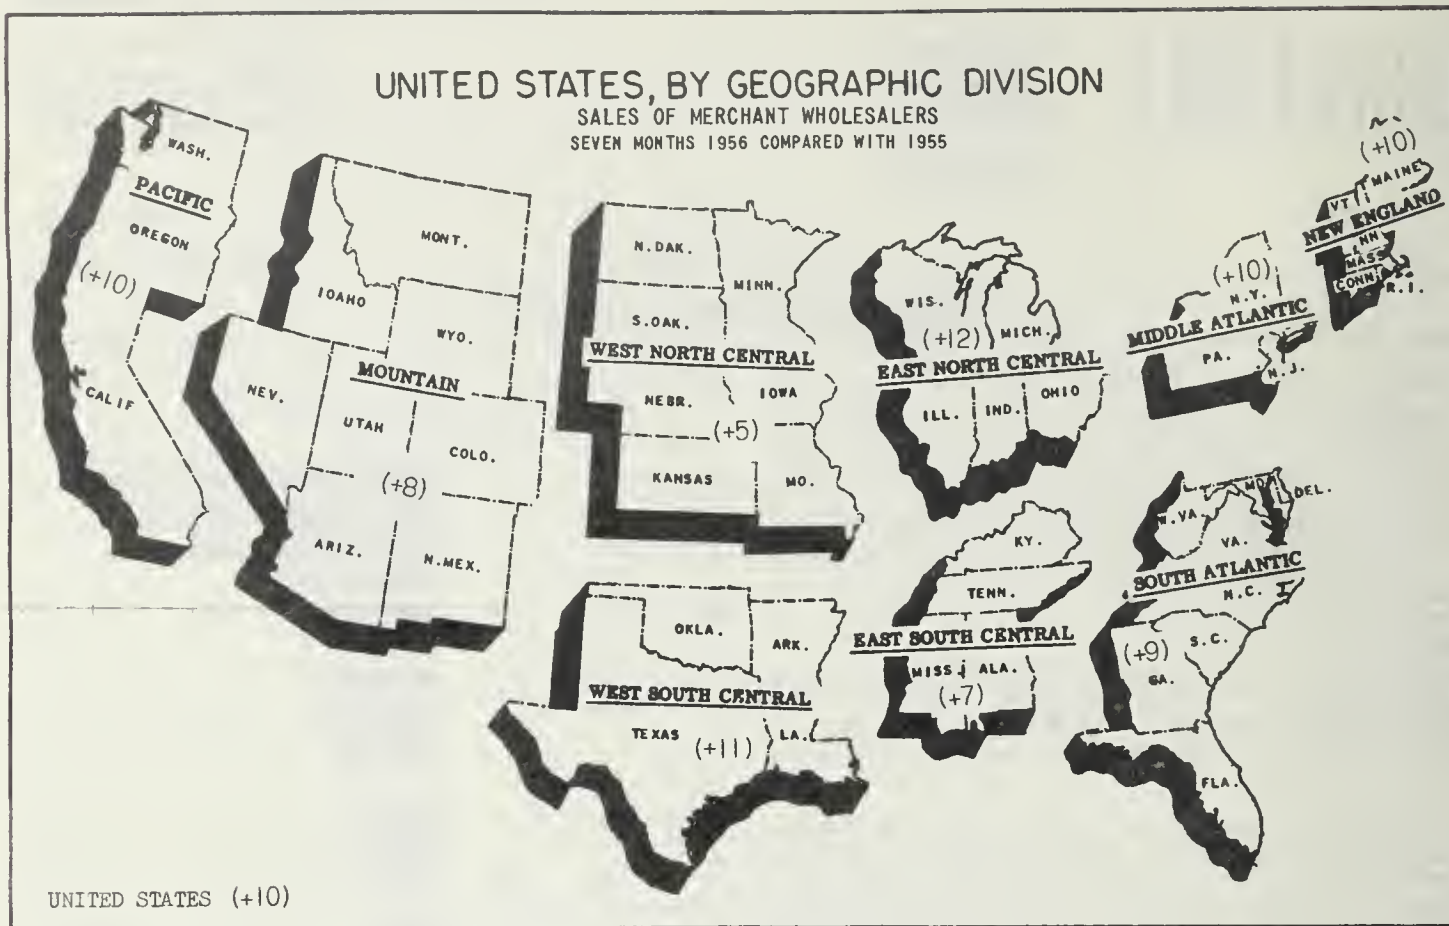 UNITED STATES, BY GEOGRAPHIC DIVISION
SALES OF MERCHANT WHOLESALERS
SEVEN MONTHS 1956 COMPARED WITH 1955
WASH.
PACIFIC
OREGON
(+10)
CALIF
MONT.
IOAHO
WYO.
NEV.
MOUNTAIN
UTAH
COLO.
(+8)
ARIZ.
N.MEX.
N.DAK.
MINN.
S.OAK.
WEST NORTH CENTRAL
NEBR.
IOWA
(+5)
KANSAS
MO.
WIS.
(+12)
MICH.
EAST NORTH CENTRAL
ILL.
IND.
OHIO
(+10)
N.Y.
MIDDLE ATLANTIC
PA.
N.J.
(+10)
MAINE
VT
NEW ENGLAND
NH
MASS
CONN
R.I.
OKLA.
ARK.
WEST SOUTH CENTRAL
TEXAS
(+11)
LA.
KY.
TENN.
EAST SOUTH CENTRAL
MISS.
ALA.
(+7)
MD.
DEL.
W.VA.
VA.
SOUTH ATLANTIC
N.C.
S.C.
(+9)
GA.
FLA.
UNITED STATES (+10)